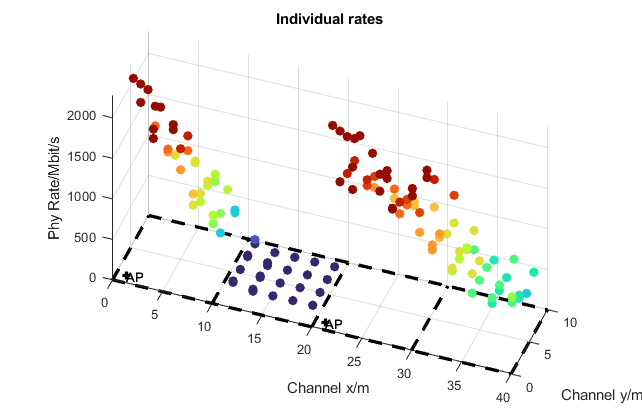 Individual rates
2000
1500
1000
500
0
Phy Rate/Mbit/s
AP
AP
0
5
10
15
20
25
30
35
40
Channel x/m
0
5
10
Channel y/m